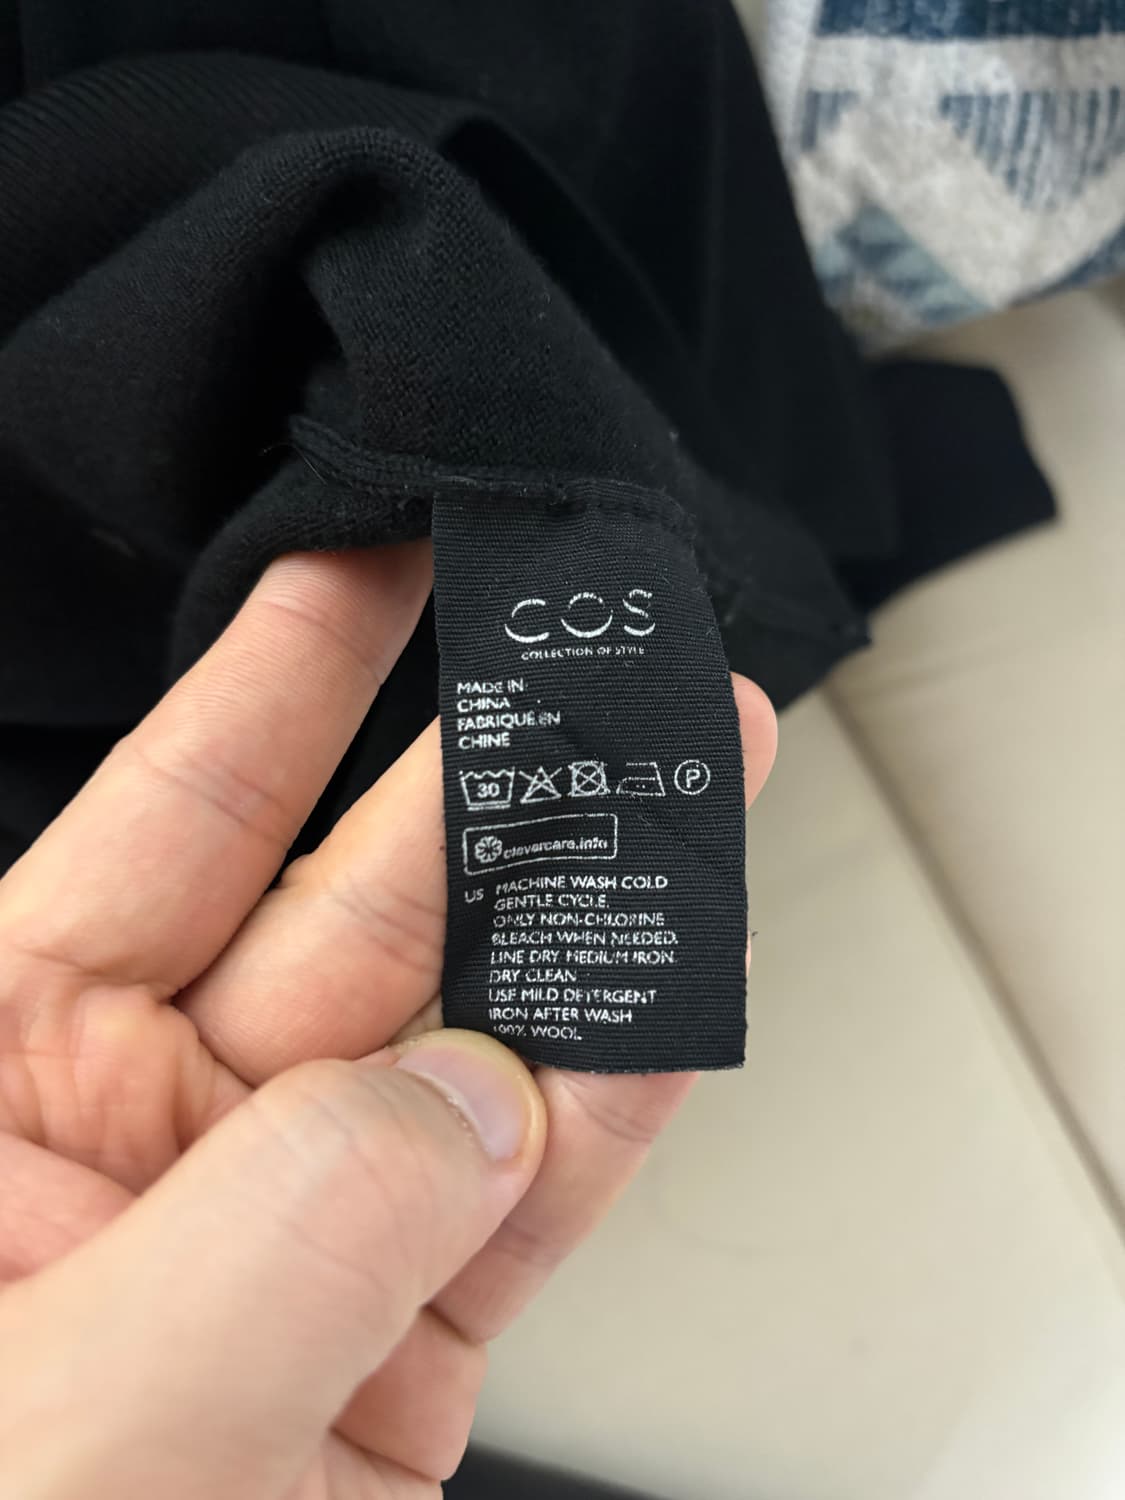 COS
COLLECTION OF STYLE
MADE IN
CHINA
FABRIQUÉ EN
CHINE
30
P
clevercare.info
US MACHINE WASH COLD
GENTLE CYCLE.
ONLY NON-CHLORINE
BLEACH WHEN NEEDED.
LINE DRY MEDIUM IRON.
DRY CLEAN
USE MILD DETERGENT
IRON AFTER WASH
100% WOOL